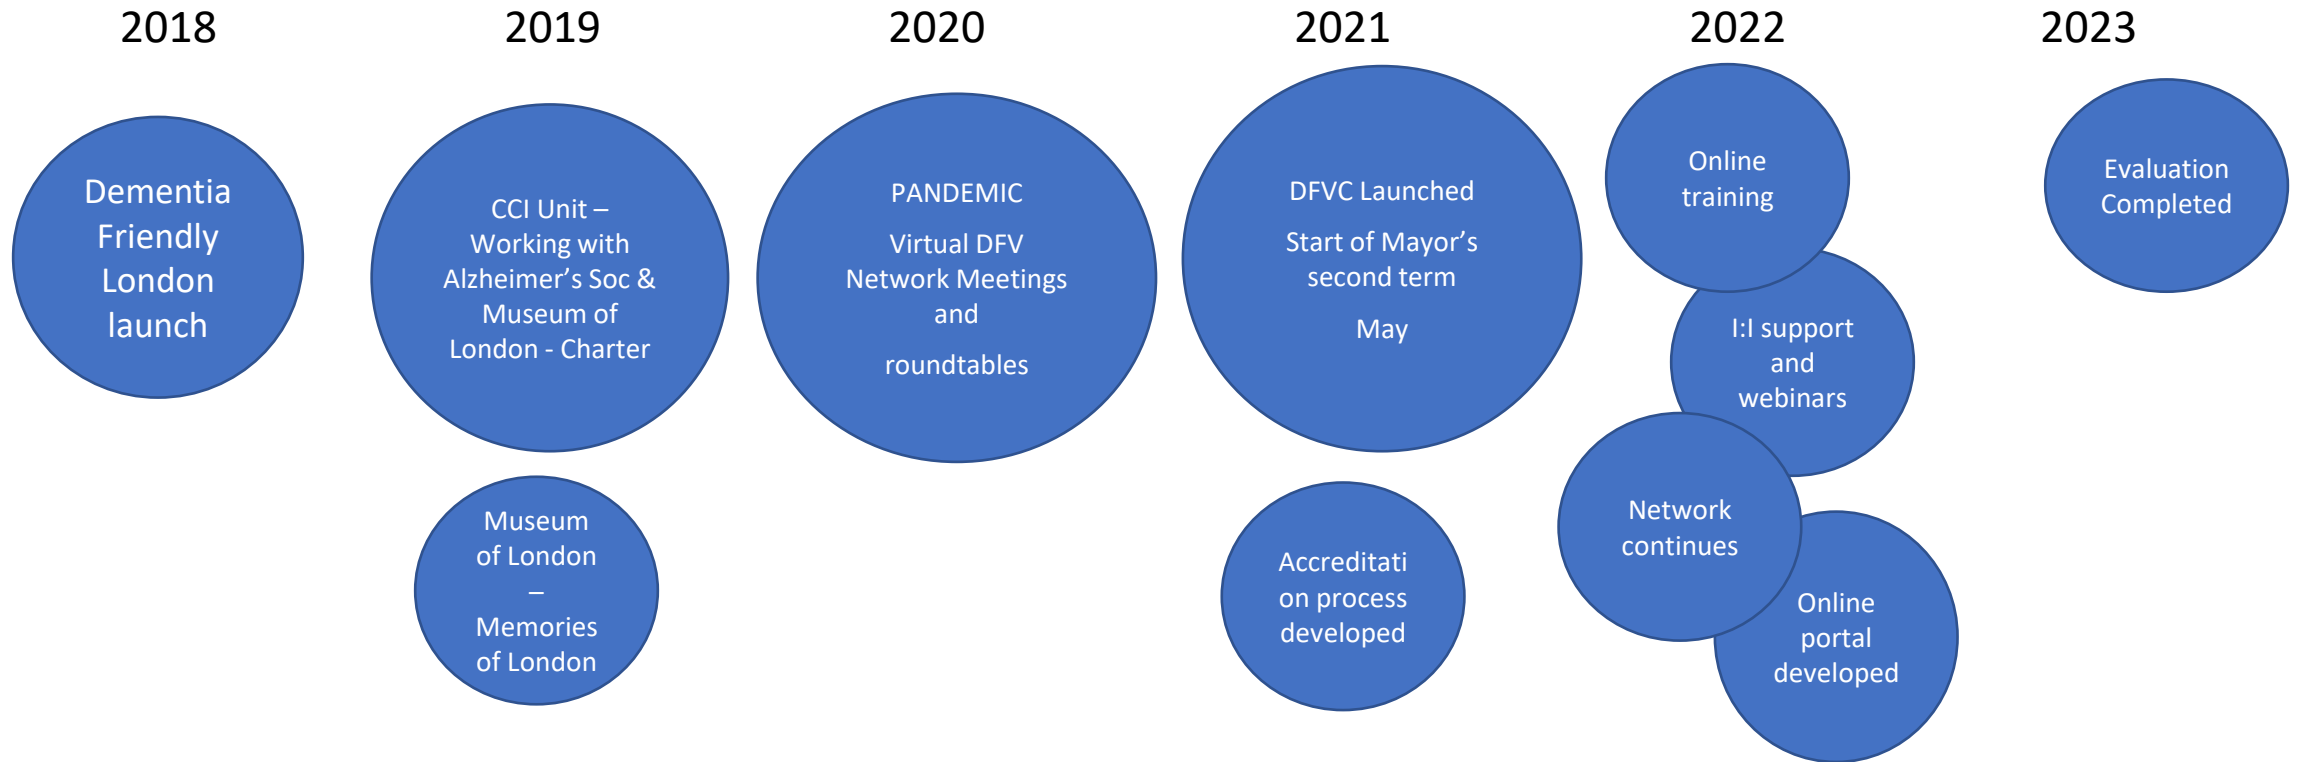 2018
2019
2020
2021
2022
2023
Dementia
Friendly
London
launch
CCI Unit –
Working with
Alzheimer’s Soc &
Museum of
London - Charter
Museum
of London
–
Memories
of London
PANDEMIC
Virtual DFV
Network Meetings
and
roundtables
DFVC Launched
Start of Mayor’s
second term
May
Accreditati
on process
developed
Online
training
I:I support
and
webinars
Network
continues
Online
portal
developed
Evaluation
Completed